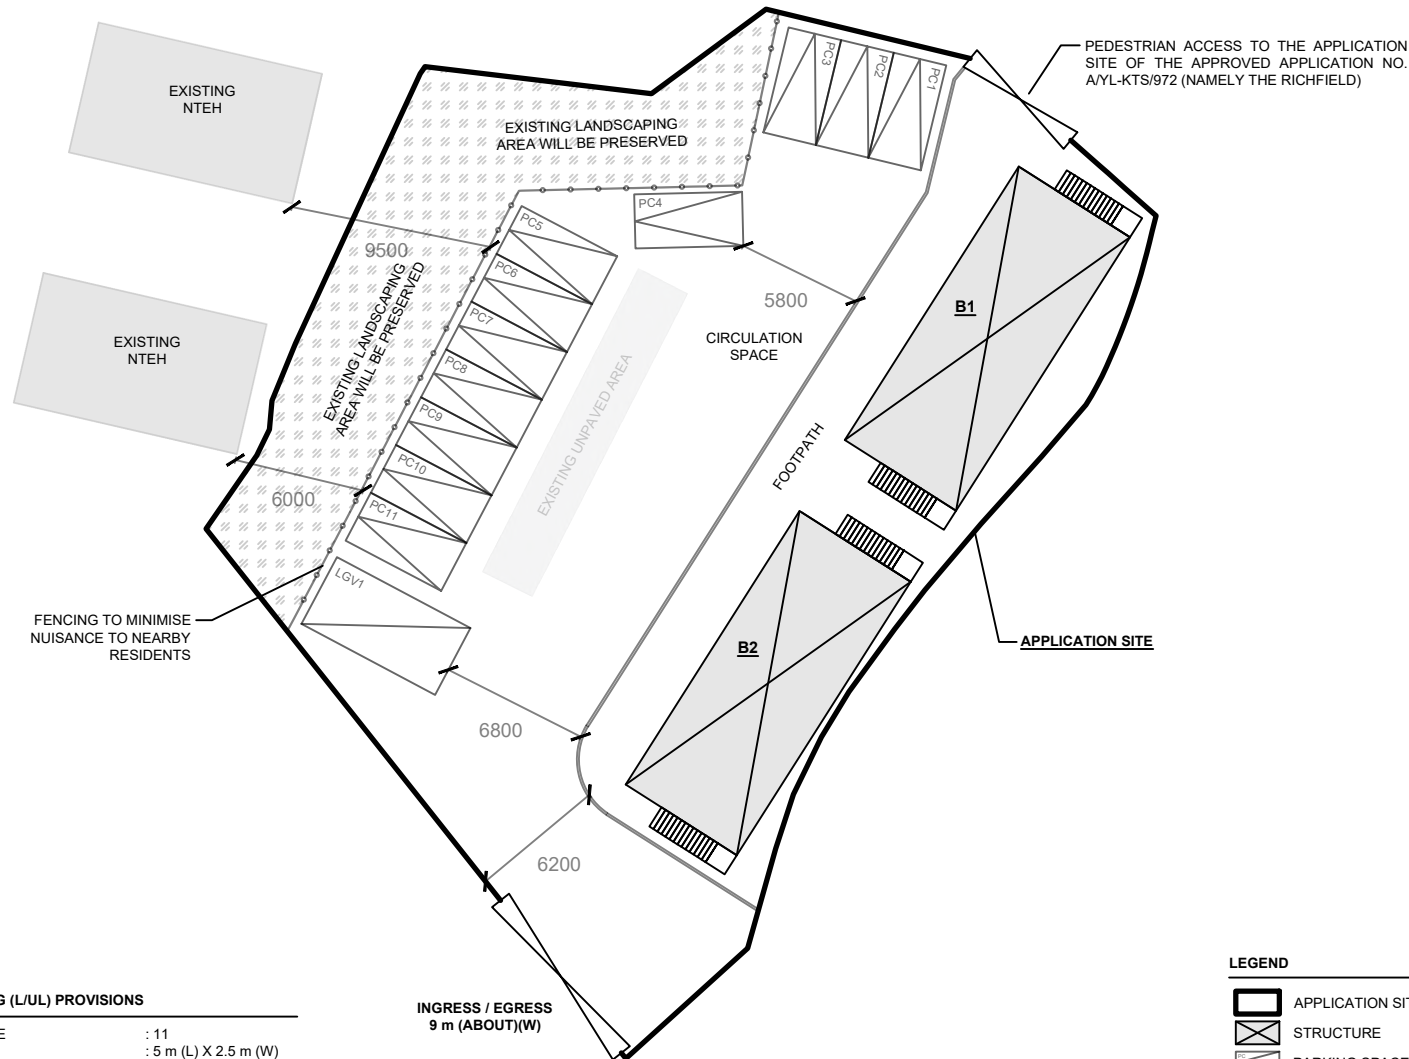 PEDESTRIAN ACCESS TO THE APPLICATION
SITE OF THE APPROVED APPLICATION NO.
A/YL-KTS/972 (NAMELY THE RICHFIELD)
EXISTING
NTEH
EXISTING LANDSCAPING
AREA WILL BE PRESERVED
PC3
PC2
PC1
PC4
PC5
PC6
PC7
PC8
PC9
PC10
PC11
LGV1
9500
EXISTING LANDSCAPING
AREA WILL BE PRESERVED
EXISTING
NTEH
6000
5800
CIRCULATION
SPACE
EXISTING UNPAVED AREA
FOOTPATH
B1
B2
FENCING TO MINIMISE
NUISANCE TO NEARBY
RESIDENTS
APPLICATION SITE
6800
6200
INGRESS / EGRESS
9 m (ABOUT)(W)
(L/UL) PROVISIONS
: 11
: 5 m (L) X 2.5 m (W)
LEGEND
APPLICATION
STRUCTURE
PC
PARKING SPACE